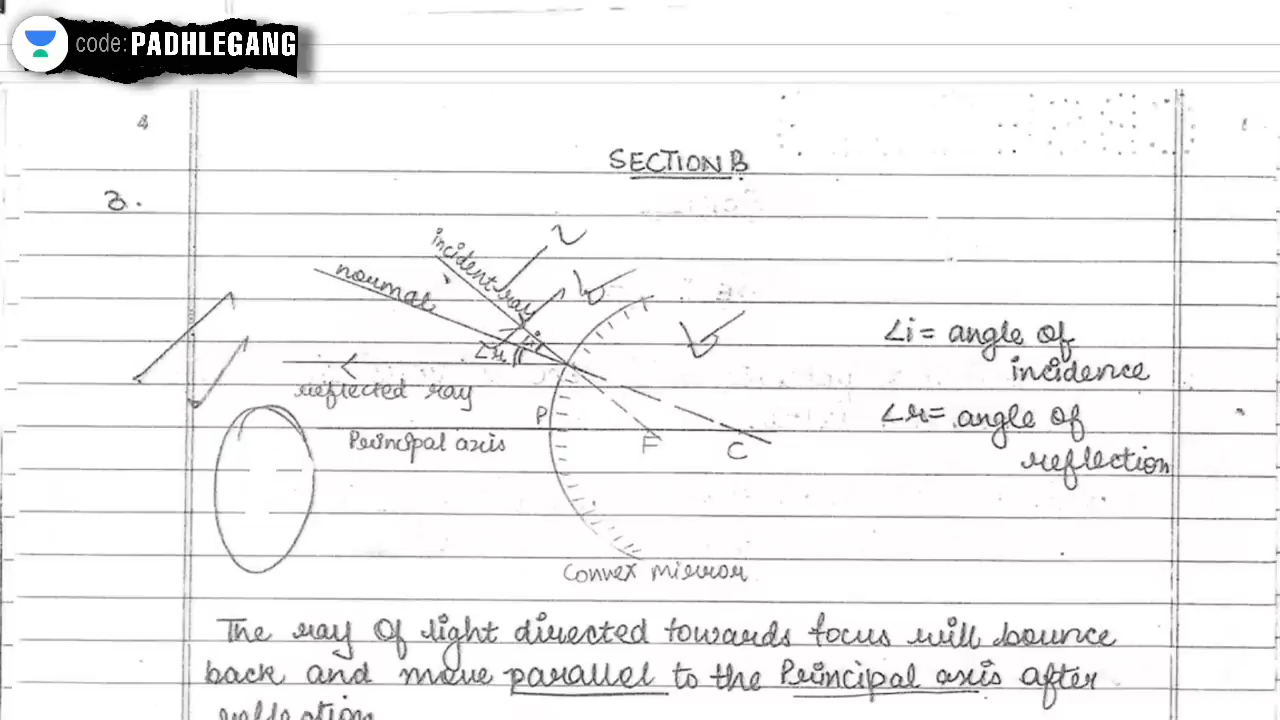 code: PADHLEGANG
4
SECTION B
3.
incident ray
normal
∠i
∠r
reflected ray
P
Principal axis
F
C
Convex mirror
∠i = angle of
incidence
∠r = angle of
reflection
The ray of light directed towards focus will bounce
back and move parallel to the Principal axis after
reflection